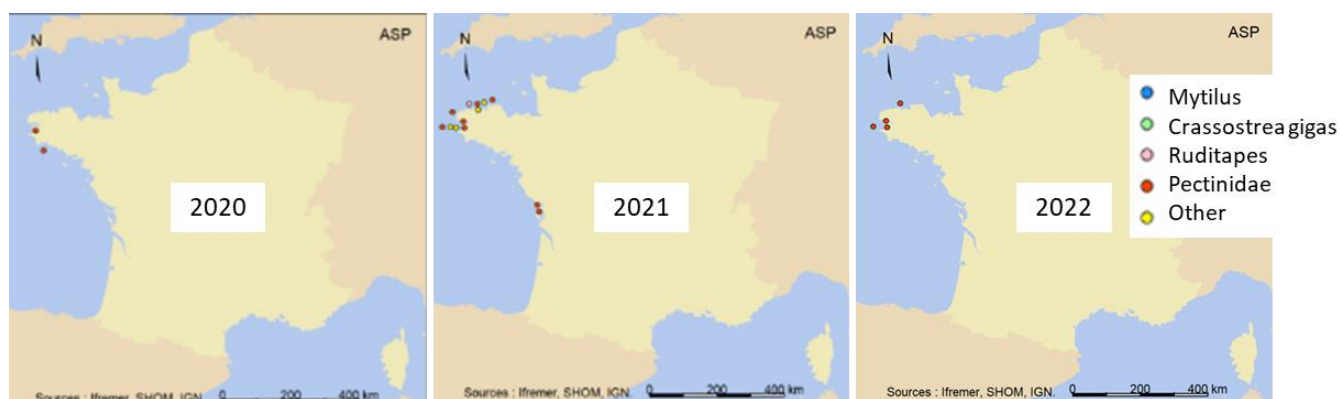 N
ASP
2020
Sources : Ifremer, SHOM, IGN. 0 200 400 km
N
ASP
2021
Sources : Ifremer, SHOM, IGN. 0 200 400 km
N
ASP
2022
Mytilus
Crassostrea gigas
Ruditapes
Pectinidae
Other
Sources : Ifremer, SHOM, IGN. 0 200 400 km